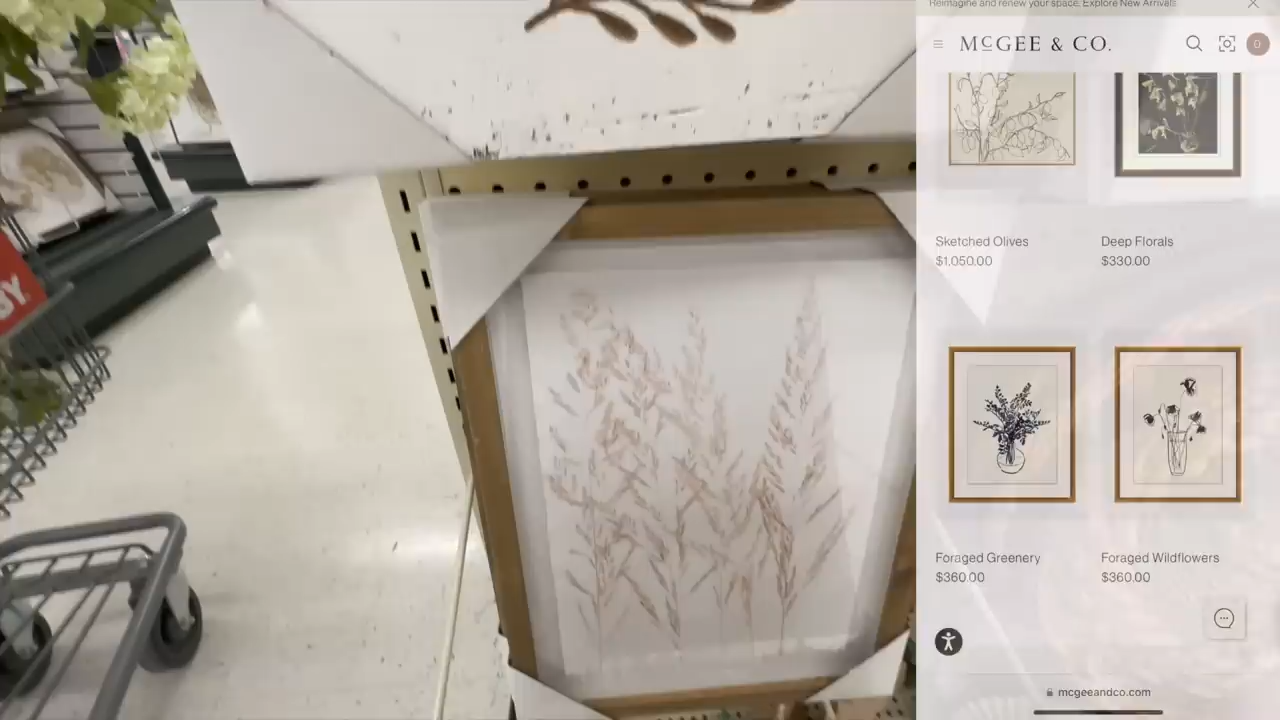 Reimagine and renew your space, Explore New Arrivals
McGEE & CO.
0
Sketched Olives
$1,050.00
Deep Florals
$330.00
Foraged Greenery
$360.00
Foraged Wildflowers
$360.00
mcgeeandco.com